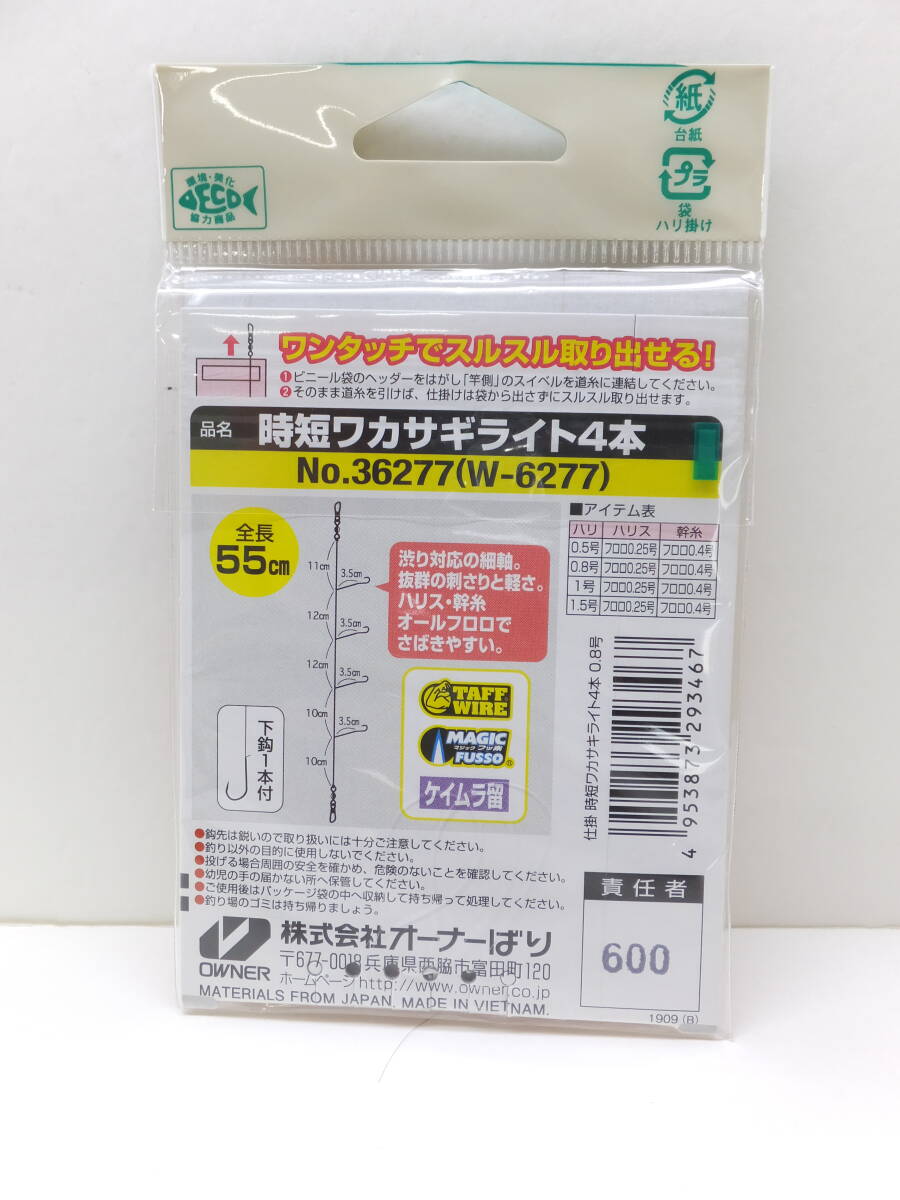 紙
台紙
プラ
袋
ハリ掛け
環境・美化
ECO
協力商品
ワンタッチでスルスル取り出せる!
❶ビニール袋のヘッダーをはがし「竿側」のスイベルを道糸に連結してください。
❷そのまま道糸を引けば、仕掛けは袋から出さずにスルスル取り出せます。
品名 時短ワカサギライト4本
No.36277(W-6277)
全長
55cm
11cm
3.5cm
12cm
3.5cm
12cm
3.5cm
10cm
3.5cm
10cm
下鈎1本付
渋り対応の細軸。
抜群の刺さりと軽さ。
ハリス・幹糸
オールフロロで
さばきやすい。
TAFF
WIRE
MAGIC
マジック フッ素
FUSSO®
ケイムラ留
■アイテム表
ハリ ハリス 幹糸
0.5号 フロロ0.25号 フロロ0.4号
0.8号 フロロ0.25号 フロロ0.4号
1号 フロロ0.25号 フロロ0.4号
1.5号 フロロ0.25号 フロロ0.4号
仕掛 時短ワカサギライト4本 0.8号
4 953873 293467
●鈎先は鋭いので取り扱いには十分ご注意してください。
●釣り以外の目的に使用しないでください。
●投げる場合周囲の安全を確かめ、危険のないことを確認してください。
●幼児の手の届かない所へ保管してください。
●ご使用後はパッケージ袋の中へ収納して持ち帰って処理してください。
●釣り場のゴミは持ち帰りましょう。
責任者
600
OWNER
株式会社オーナーばり
〒677-0018 兵庫県西脇市富田町120
ホームページhttp://www.owner.co.jp
MATERIALS FROM JAPAN. MADE IN VIETNAM.
1909 (B)